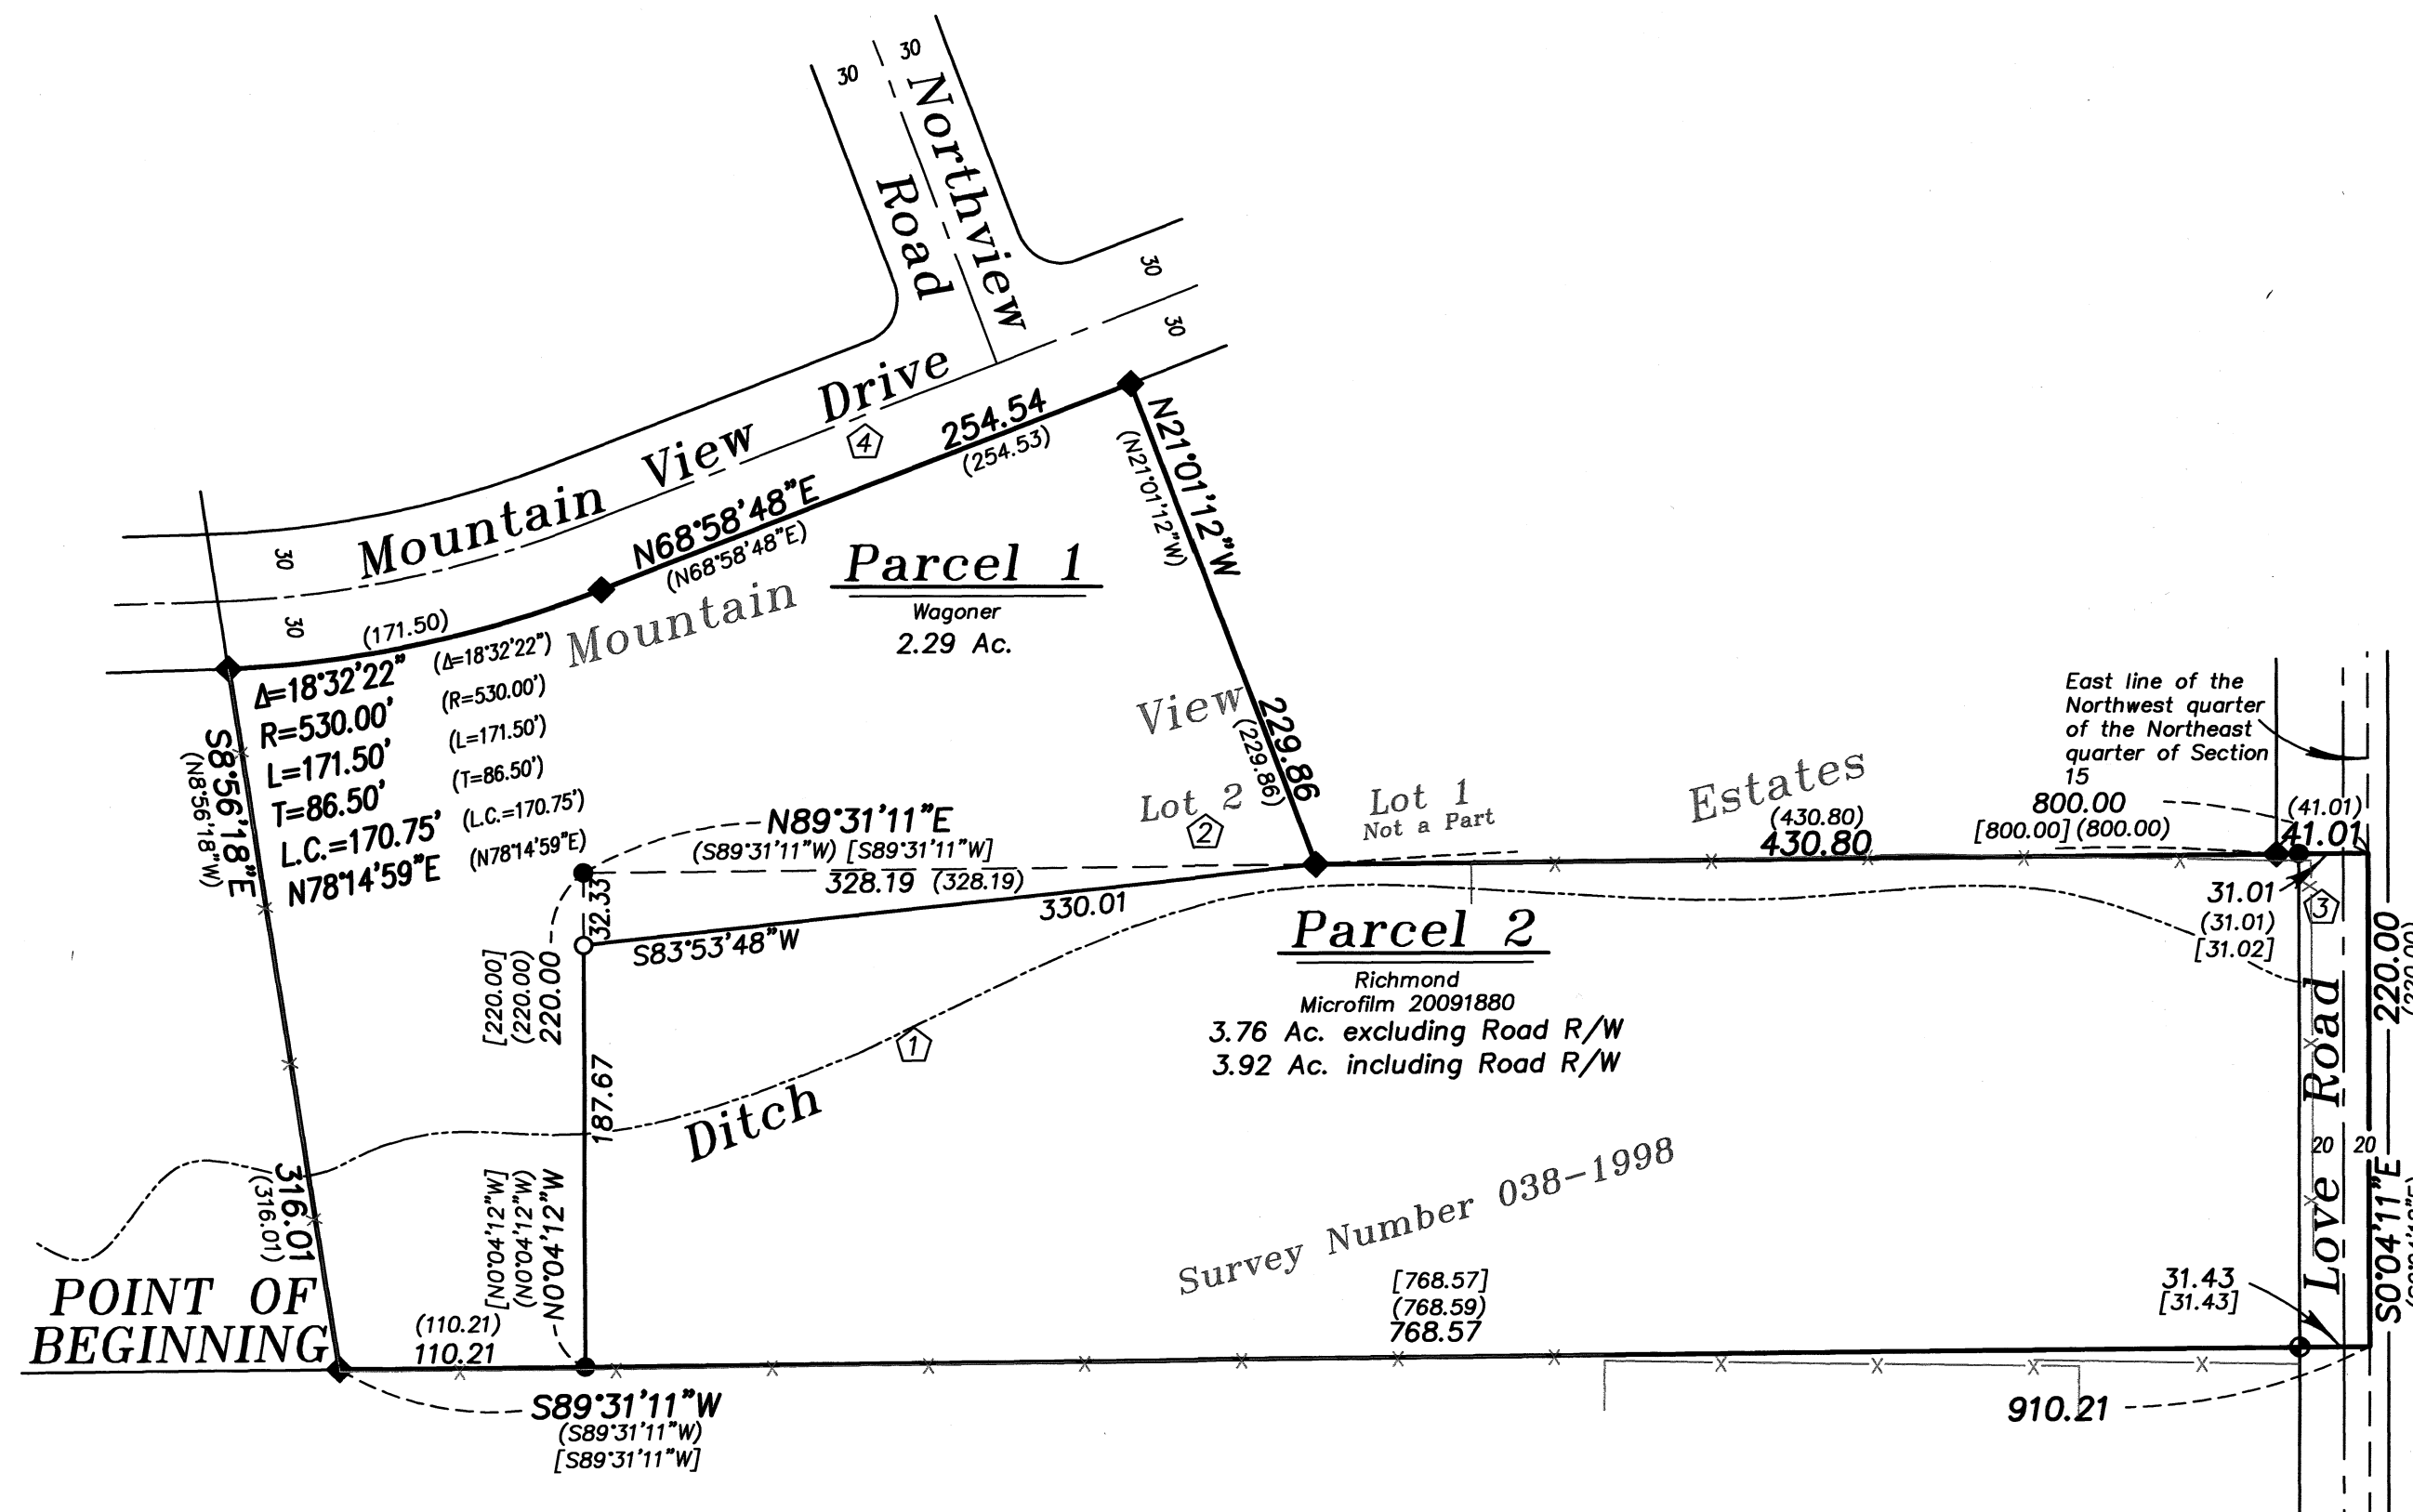 30
30
Northview
Road
30
30
Mountain View Drive
4
254.54
(254.53)
N68°58'48"E
(N68°58'48"E)
N21°01'12"W
(N21°01'12"W)
229.86
(229.86)
30
30
Parcel 1
Wagoner
2.29 Ac.
Mountain
View
Estates
(171.50)
Δ=18°32'22"
R=530.00'
L=171.50'
T=86.50'
L.C.=170.75'
N78°14'59"E
(Δ=18°32'22")
(R=530.00')
(L=171.50')
(T=86.50')
(L.C.=170.75')
(N78°14'59"E)
S8°56'18"E
(N8°56'18"W)
316.01
(316.01)
Lot 2
2
Lot 1
Not a Part
N89°31'11"E
(S89°31'11"W) [S89°31'11"W]
328.19 (328.19)
32.33
330.01
S83°53'48"W
(430.80)
430.80
East line of the
Northwest quarter
of the Northeast
quarter of Section
15
800.00
[800.00] (800.00)
(41.01)
41.01
31.01
(31.01)
[31.02]
3
Parcel 2
Richmond
Microfilm 20091880
3.76 Ac. excluding Road R/W
3.92 Ac. including Road R/W
[220.00]
(220.00)
220.00
187.67
[N0°04'12"W]
(N0°04'12"W)
N0°04'12"W
Ditch
1
Survey Number 038-1998
Love Road
20 20
220.00
(220.00)
S0°04'11"E
POINT OF
BEGINNING
(110.21)
110.21
[768.57]
(768.59)
768.57
31.43
[31.43]
910.21
S89°31'11"W
(S89°31'11"W)
[S89°31'11"W]